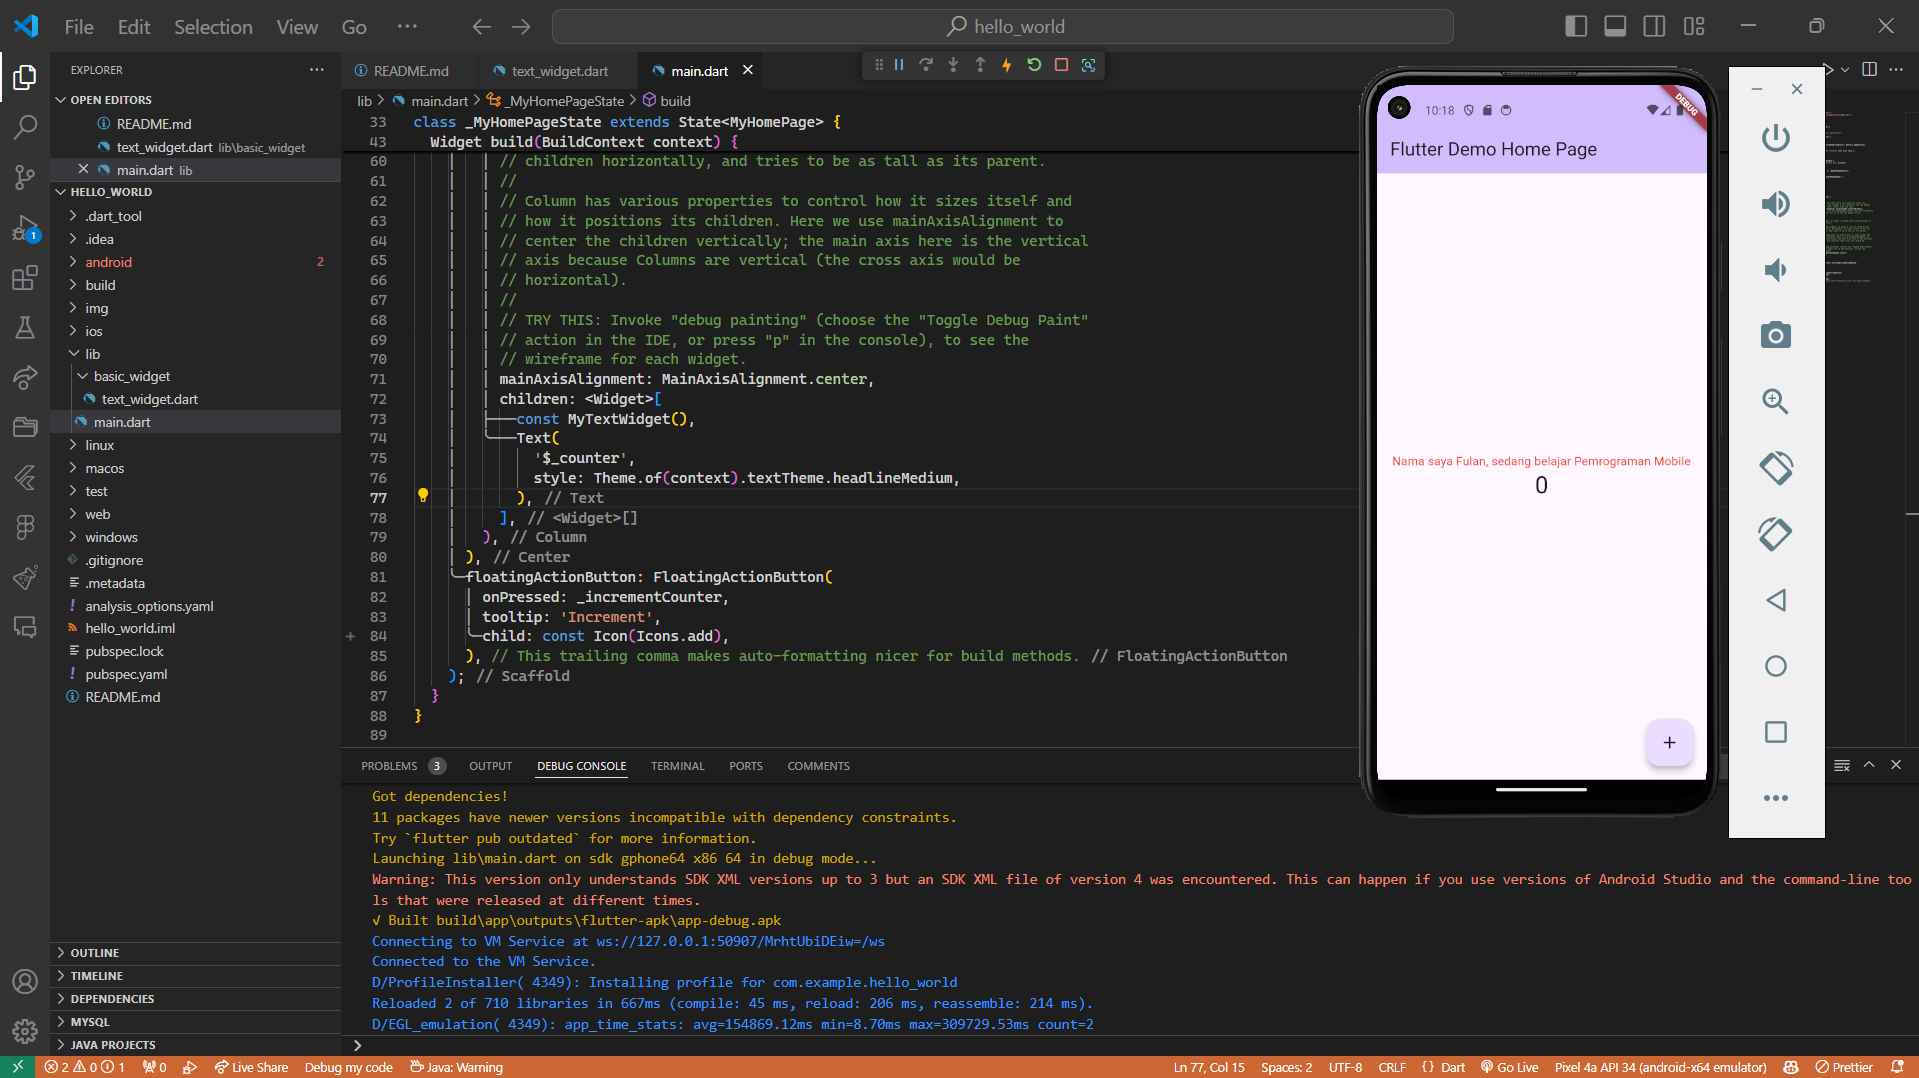 File Edit Selection View Go ···
hello_world
EXPLORER
OPEN EDITORS
README.md
text_widget.dart lib\basic_widget
main.dart lib
HELLO_WORLD
.dart_tool
.idea
android 2
build
img
ios
lib
basic_widget
text_widget.dart
main.dart
linux
macos
test
web
windows
.gitignore
.metadata
analysis_options.yaml
hello_world.iml
pubspec.lock
pubspec.yaml
README.md
OUTLINE
TIMELINE
DEPENDENCIES
MYSQL
JAVA PROJECTS
1
README.md text_widget.dart main.dart
lib > main.dart > _MyHomePageState > build
33 class _MyHomePageState extends State<MyHomePage> {
43 Widget build(BuildContext context) {
60 // children horizontally, and tries to be as tall as its parent.
61 //
62 // Column has various properties to control how it sizes itself and
63 // how it positions its children. Here we use mainAxisAlignment to
64 // center the children vertically; the main axis here is the vertical
65 // axis because Columns are vertical (the cross axis would be
66 // horizontal).
67 //
68 // TRY THIS: Invoke "debug painting" (choose the "Toggle Debug Paint"
69 // action in the IDE, or press "p" in the console), to see the
70 // wireframe for each widget.
71 mainAxisAlignment: MainAxisAlignment.center,
72 children: <Widget>[
73 const MyTextWidget(),
74 Text(
75 '$_counter',
76 style: Theme.of(context).textTheme.headlineMedium,
77 ), // Text
78 ], // <Widget>[]
79 ), // Column
80 ), // Center
81 floatingActionButton: FloatingActionButton(
82 onPressed: _incrementCounter,
83 tooltip: 'Increment',
84 child: const Icon(Icons.add),
85 ), // This trailing comma makes auto-formatting nicer for build methods. // FloatingActionButton
86 ); // Scaffold
87 }
88 }
89
10:18
DEBUG
Flutter Demo Home Page
Nama saya Fulan, sedang belajar Pemrograman Mobile
0
+
PROBLEMS 3 OUTPUT DEBUG CONSOLE TERMINAL PORTS COMMENTS
Got dependencies!
11 packages have newer versions incompatible with dependency constraints.
Try `flutter pub outdated` for more information.
Launching lib\main.dart on sdk gphone64 x86 64 in debug mode...
Warning: This version only understands SDK XML versions up to 3 but an SDK XML file of version 4 was encountered. This can happen if you use versions of Android Studio and the command-line too
ls that were released at different times.
√ Built build\app\outputs\flutter-apk\app-debug.apk
Connecting to VM Service at ws://127.0.0.1:50907/MrhtUbiDEiw=/ws
Connected to the VM Service.
D/ProfileInstaller( 4349): Installing profile for com.example.hello_world
Reloaded 2 of 710 libraries in 667ms (compile: 45 ms, reload: 206 ms, reassemble: 214 ms).
D/EGL_emulation( 4349): app_time_stats: avg=154869.12ms min=8.70ms max=309729.53ms count=2
2 0 1 0 Live Share Debug my code Java: Warning Ln 77, Col 15 Spaces: 2 UTF-8 CRLF {} Dart Go Live Pixel 4a API 34 (android-x64 emulator) Prettier